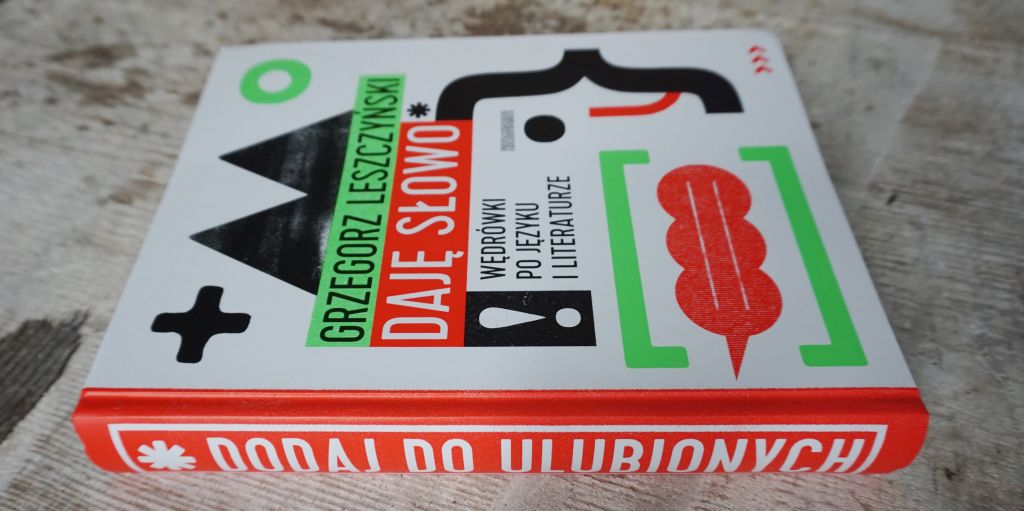 GRZEGORZ LESZCZYŃSKI
DAJĘ SŁOWO*
WĘDRÓWKI
PO JĘZYKU
I LITERATURZE
* DODAJ DO ULUBIONYCH